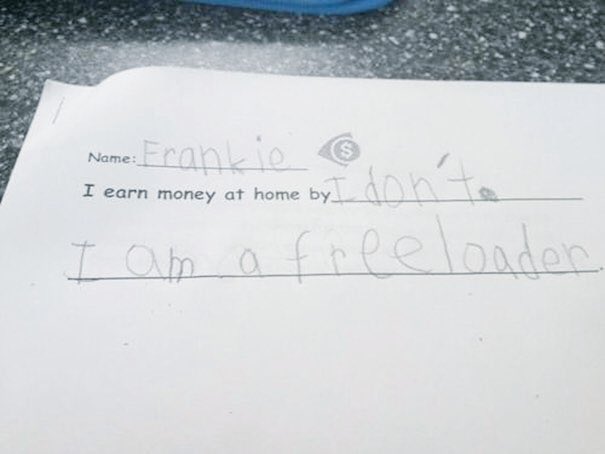 Name: Frankie $
I earn money at home by I don't.
I am a freeloader.